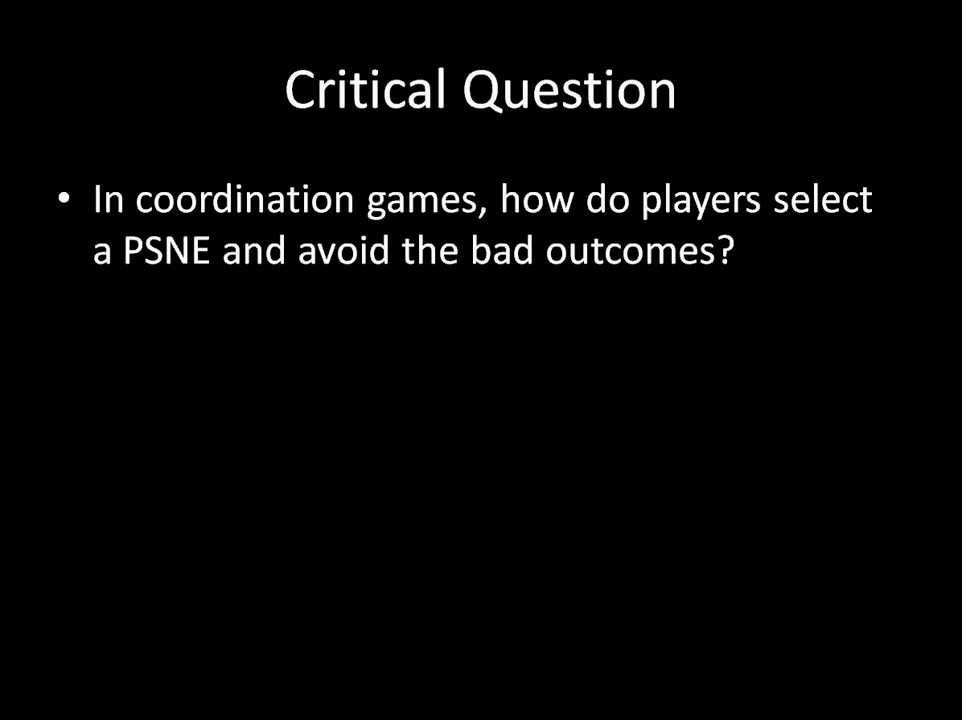 Critical Question
• In coordination games, how do players select
a PSNE and avoid the bad outcomes?